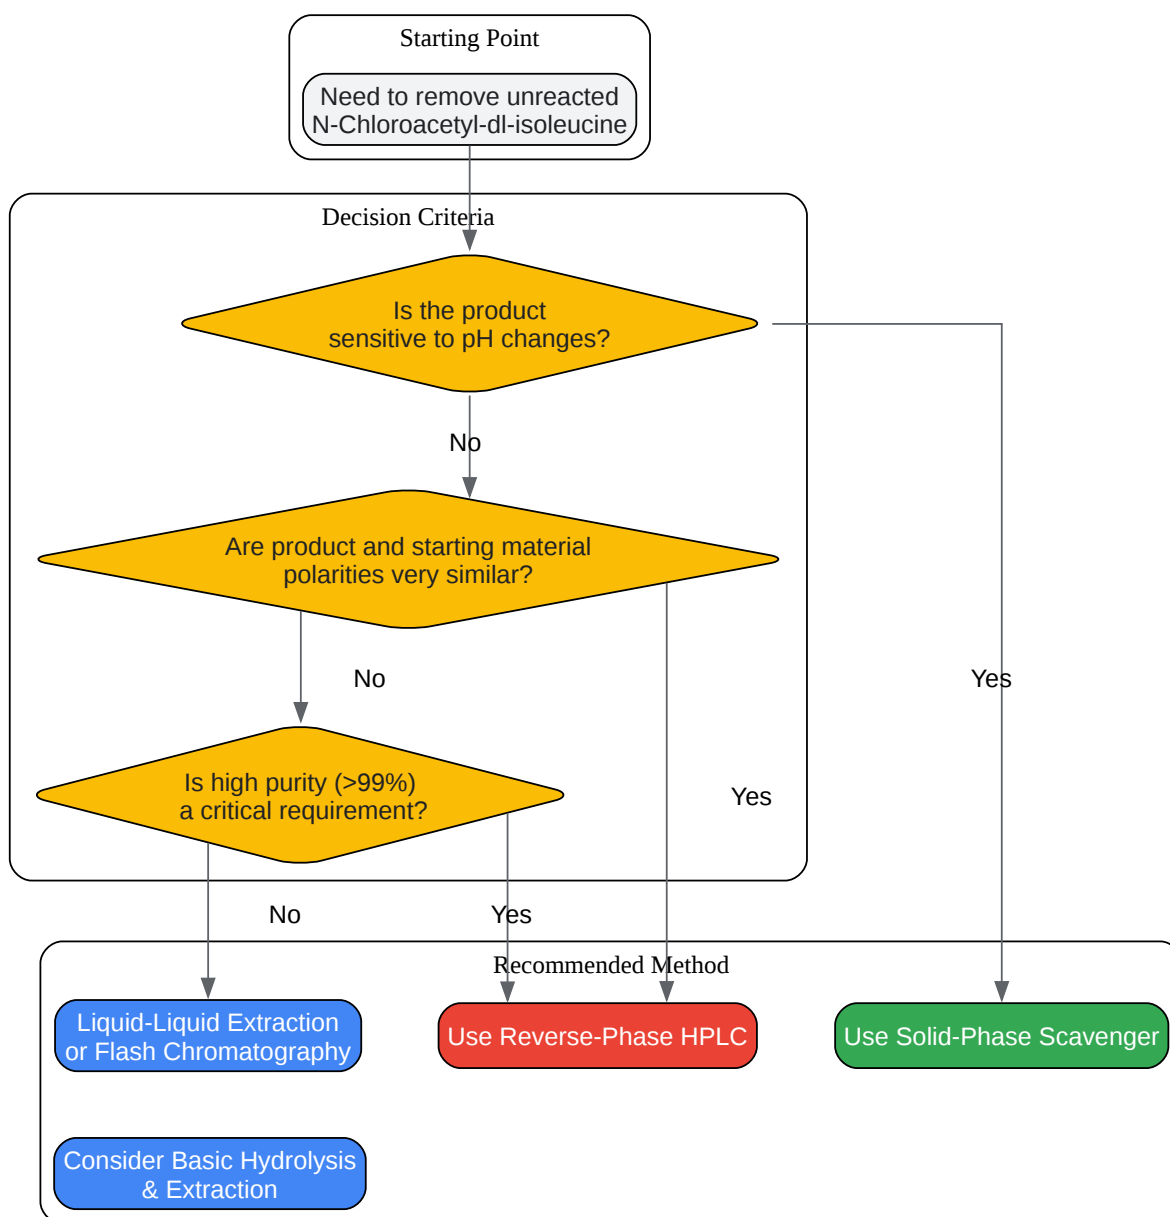 Starting Point
Need to remove unreacted
N-Chloroacetyl-dl-isoleucine
Decision Criteria
Is the product
sensitive to pH changes?
No
Are product and starting material
polarities very similar?
No
Yes
Is high purity (>99%)
a critical requirement?
Yes
No
Yes
Recommended Method
Liquid-Liquid Extraction
or Flash Chromatography
Use Reverse-Phase HPLC
Use Solid-Phase Scavenger
Consider Basic Hydrolysis
& Extraction